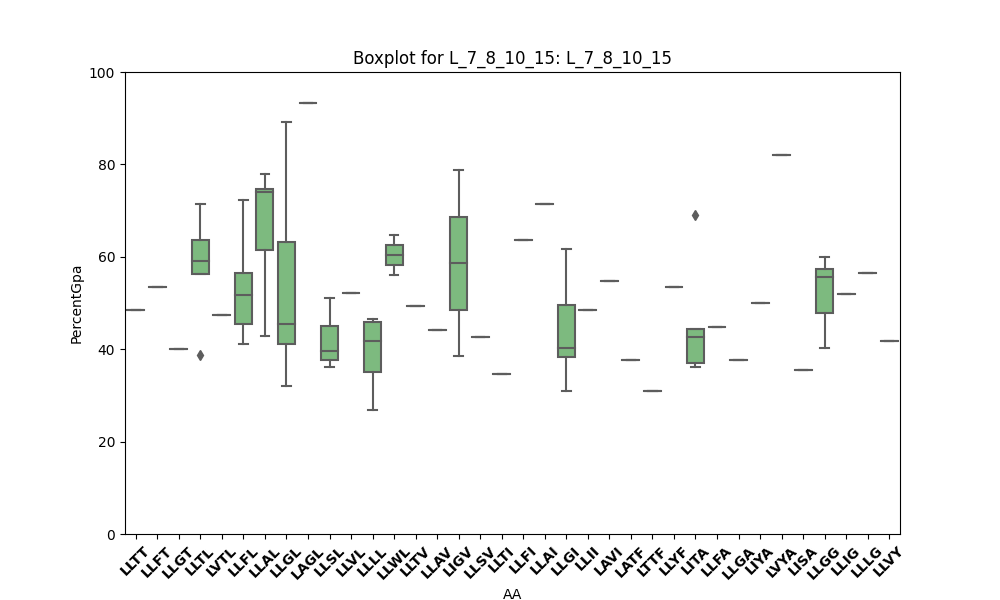 Boxplot for L_7_8_10_15: L_7_8_10_15
100
80
60
40
20
0
PercentGpa
LLTT
LLFT
LLGT
LLTL
LVTL
LLFL
LLAL
LLGL
LAGL
LLSL
LLVL
LLLL
LLWL
LLTV
LLAV
LIGV
LLSV
LLTI
LLFI
LLAI
LLGI
LLII
LAVI
LATF
LTTF
LLYF
LITA
LLFA
LLGA
LIYA
LVYA
LISA
LLGG
LLIG
LLLG
LLVY
AA